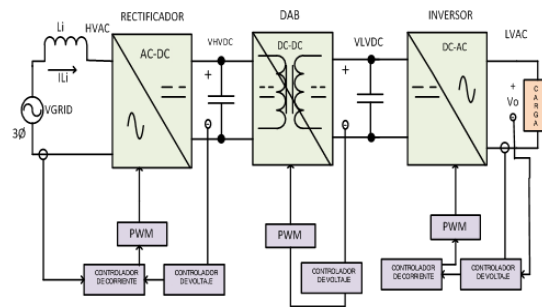 RECTIFICADOR
DAB
INVERSOR
Li
HVAC
AC-DC
VHVDC
DC-DC
VLVDC
DC-AC
LVAC
ILi
+
+
+
VGRID
3Ø
Vo
CARGA
PWM
PWM
PWM
CONTROLADOR
DE CORRIENTE
CONTROLADOR
DE VOLTAJE
CONTROLADOR
DE VOLTAJE
CONTROLADOR
DE CORRIENTE
CONTROLADOR
DE VOLTAJE